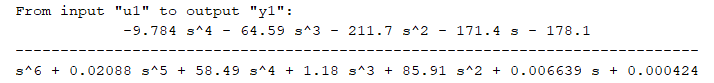 From input "u1" to output "y1":
-9.784 s^4 - 64.59 s^3 - 211.7 s^2 - 171.4 s - 178.1
---------------------------------------------------------------------------
s^6 + 0.02088 s^5 + 58.49 s^4 + 1.18 s^3 + 85.91 s^2 + 0.006639 s + 0.000424